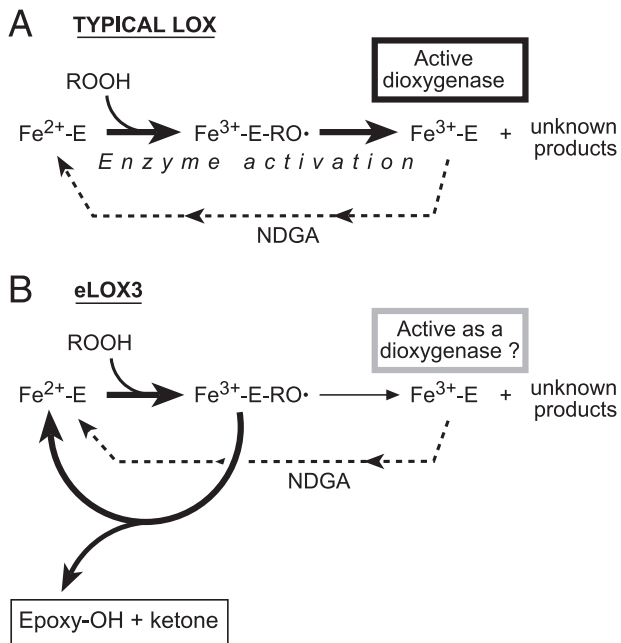 A
TYPICAL LOX
Active
dioxygenase
ROOH
Fe2+-E
Fe3+-E-RO•
Fe3+-E
+
unknown
products
Enzyme activation
NDGA
B
eLOX3
Active as a
dioxygenase ?
ROOH
Fe2+-E
Fe3+-E-RO•
Fe3+-E
+
unknown
products
NDGA
Epoxy-OH + ketone